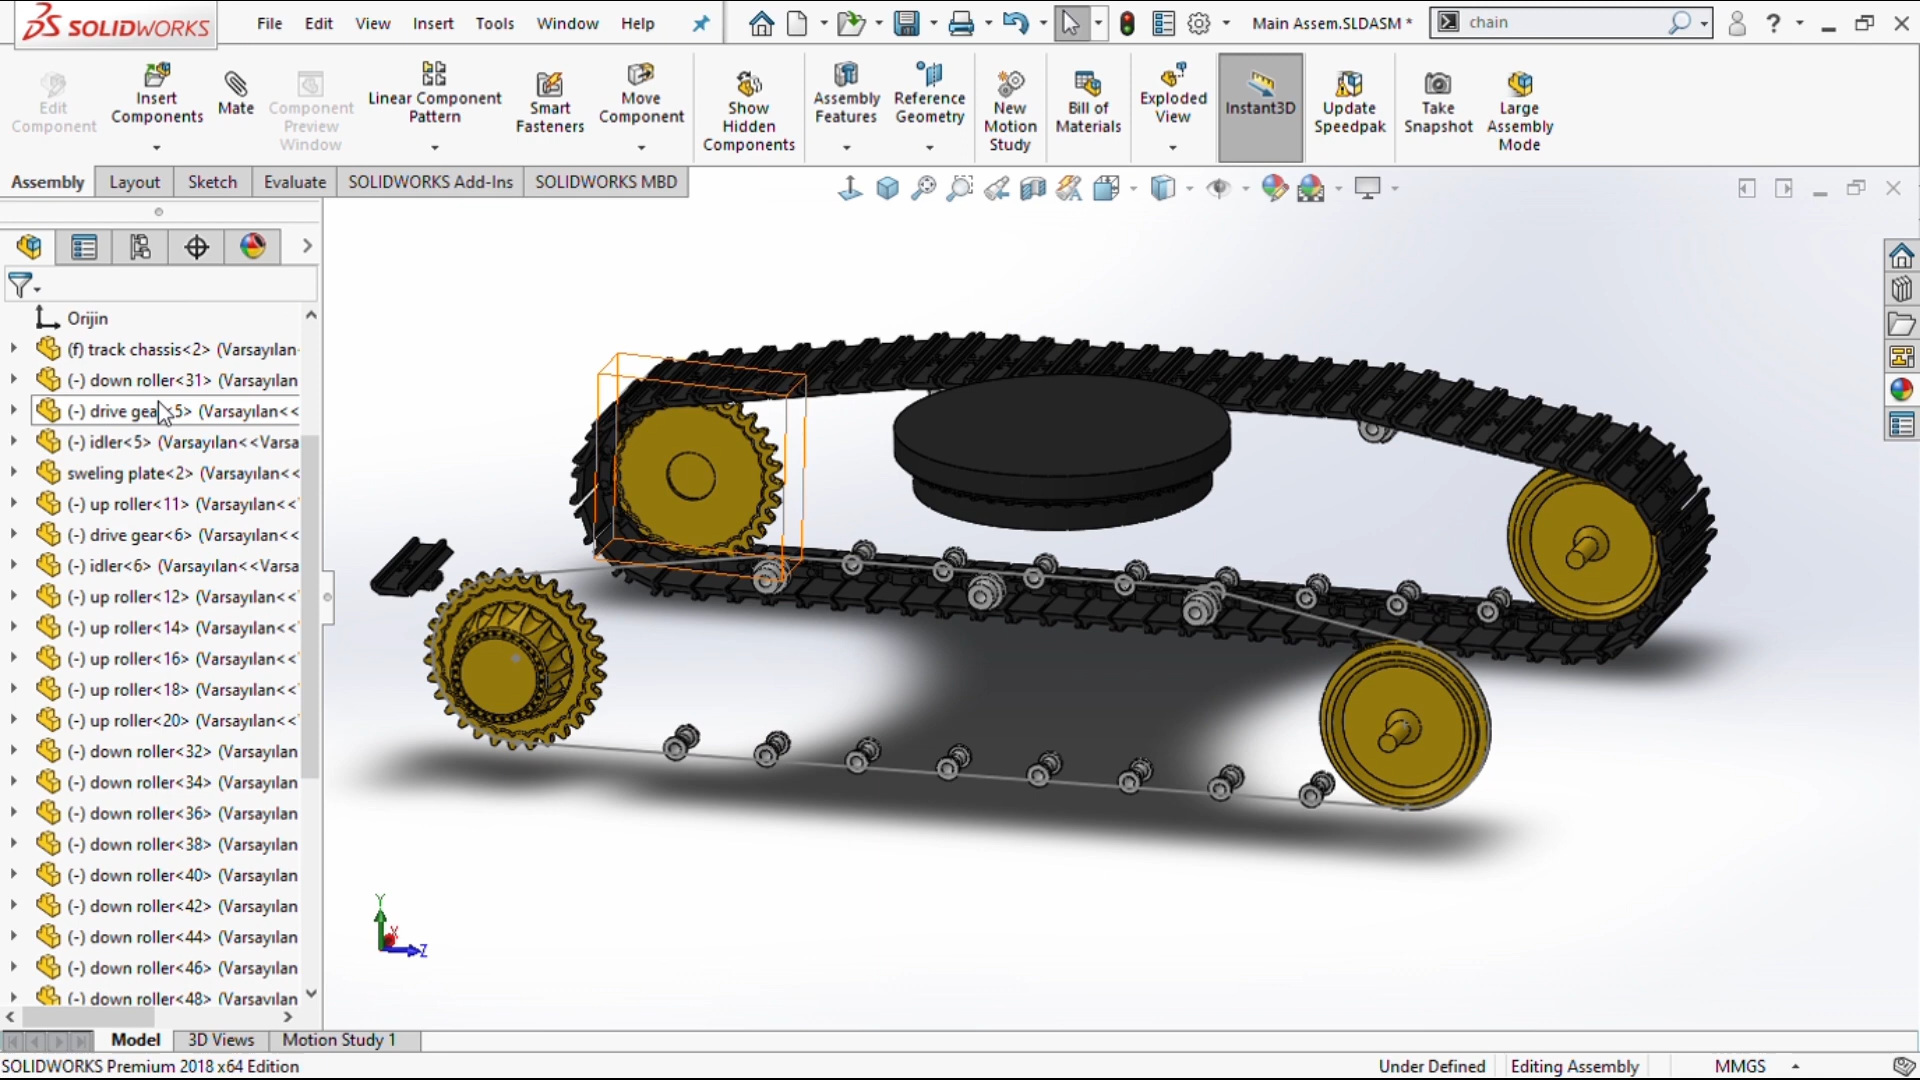 SOLIDWORKS File Edit View Insert Tools Window Help Main Assem.SLDASM * chain ?
Edit Component
Insert Components
Mate
Component Preview Window
Linear Component Pattern
Smart Fasteners
Move Component
Show Hidden Components
Assembly Features
Reference Geometry
New Motion Study
Bill of Materials
Exploded View
Instant3D
Update Speedpak
Take Snapshot
Large Assembly Mode
Assembly Layout Sketch Evaluate SOLIDWORKS Add-Ins SOLIDWORKS MBD
Orijin
(f) track chassis<2> (Varsayılan
(-) down roller<31> (Varsayılan
(-) drive gear<5> (Varsayılan<<
(-) idler<5> (Varsayılan<<Varsa
sweling plate<2> (Varsayılan<<
(-) up roller<11> (Varsayılan<<
(-) drive gear<6> (Varsayılan<<
(-) idler<6> (Varsayılan<<Varsa
(-) up roller<12> (Varsayılan<<
(-) up roller<14> (Varsayılan<<
(-) up roller<16> (Varsayılan<<
(-) up roller<18> (Varsayılan<<
(-) up roller<20> (Varsayılan<<
(-) down roller<32> (Varsayılan
(-) down roller<34> (Varsayılan
(-) down roller<36> (Varsayılan
(-) down roller<38> (Varsayılan
(-) down roller<40> (Varsayılan
(-) down roller<42> (Varsayılan
(-) down roller<44> (Varsayılan
(-) down roller<46> (Varsayılan
(-) down roller<48> (Varsayılan
Y
X
Z
Model 3D Views Motion Study 1
SOLIDWORKS Premium 2018 x64 Edition Under Defined Editing Assembly MMGS